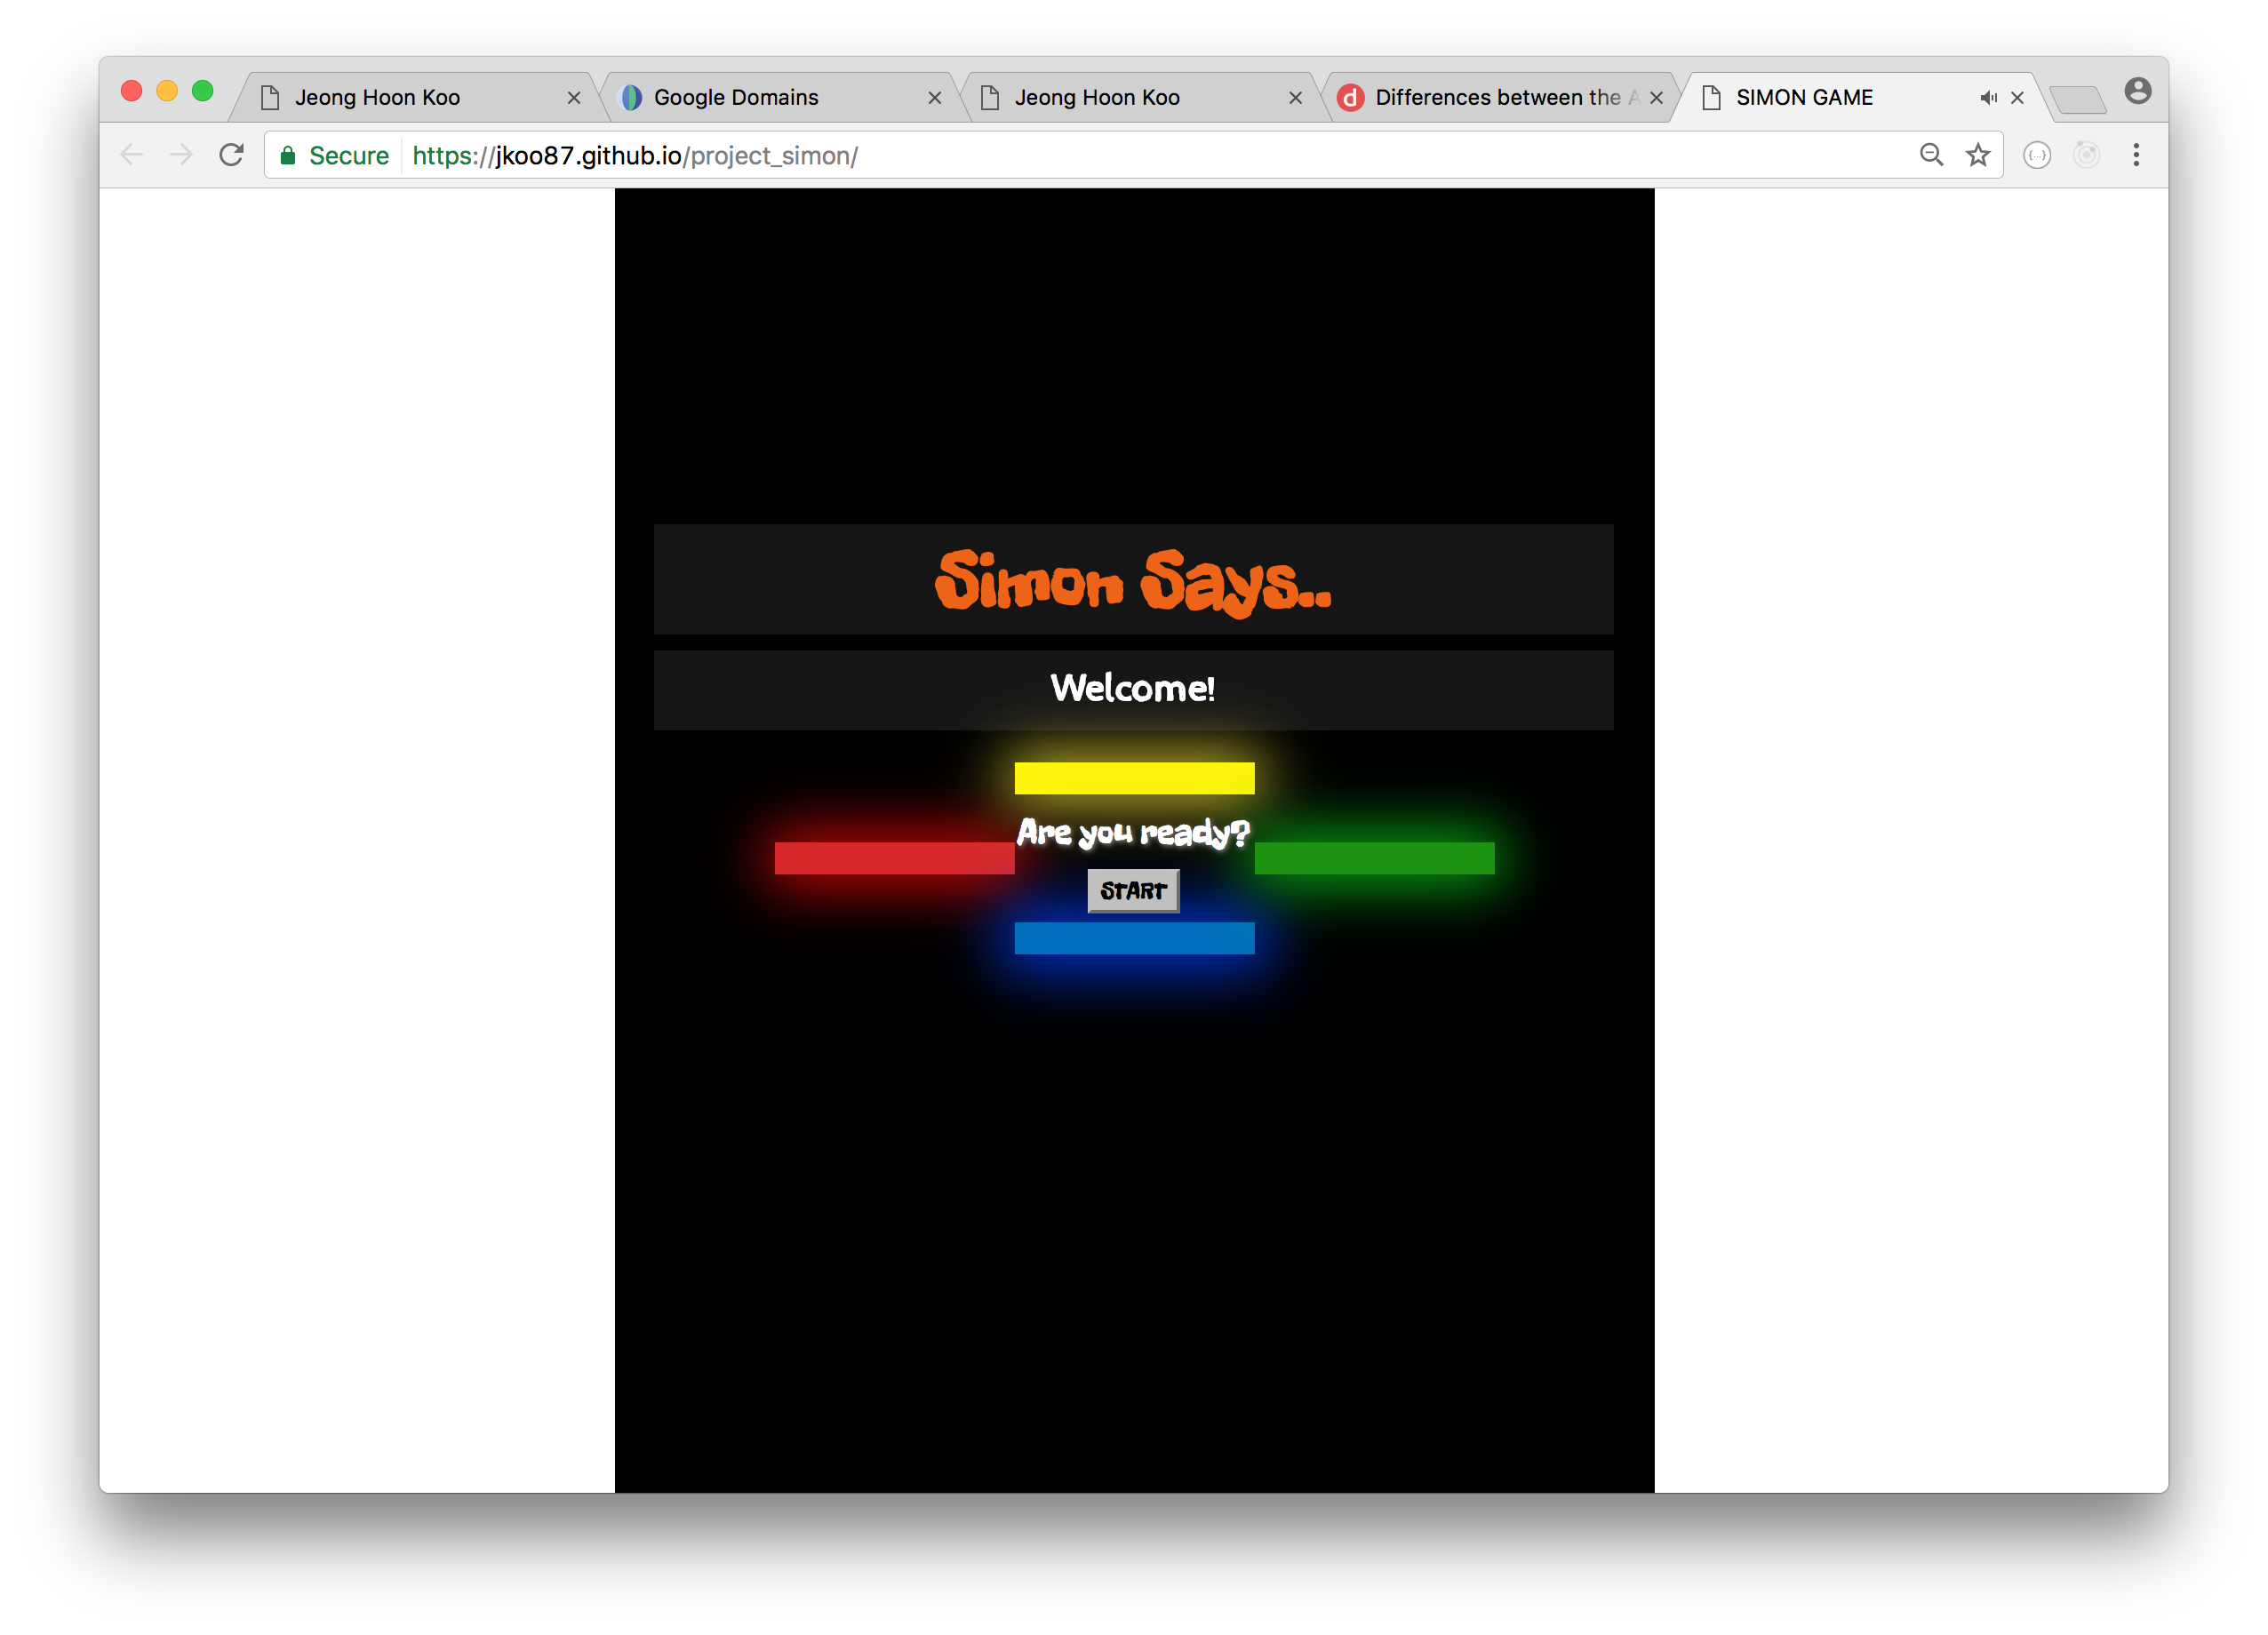 Jeong Hoon Koo
Google Domains
Jeong Hoon Koo
Differences between the A
SIMON GAME
Secure
https://jkoo87.github.io/project_simon/
Simon Says..
Welcome!
Are you ready?
START